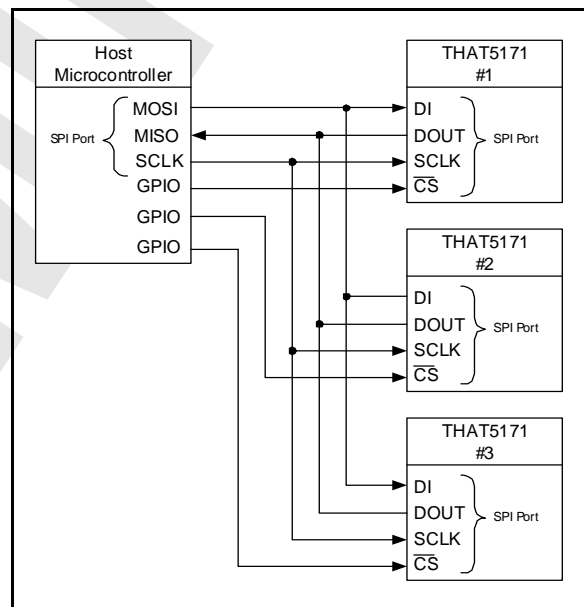 Host
Microcontroller
MOSI
MISO
SCLK
GPIO
GPIO
GPIO
SPI Port
THAT5171
#1
DI
DOUT
SCLK
CS
SPI Port
THAT5171
#2
DI
DOUT
SCLK
CS
SPI Port
THAT5171
#3
DI
DOUT
SCLK
CS
SPI Port